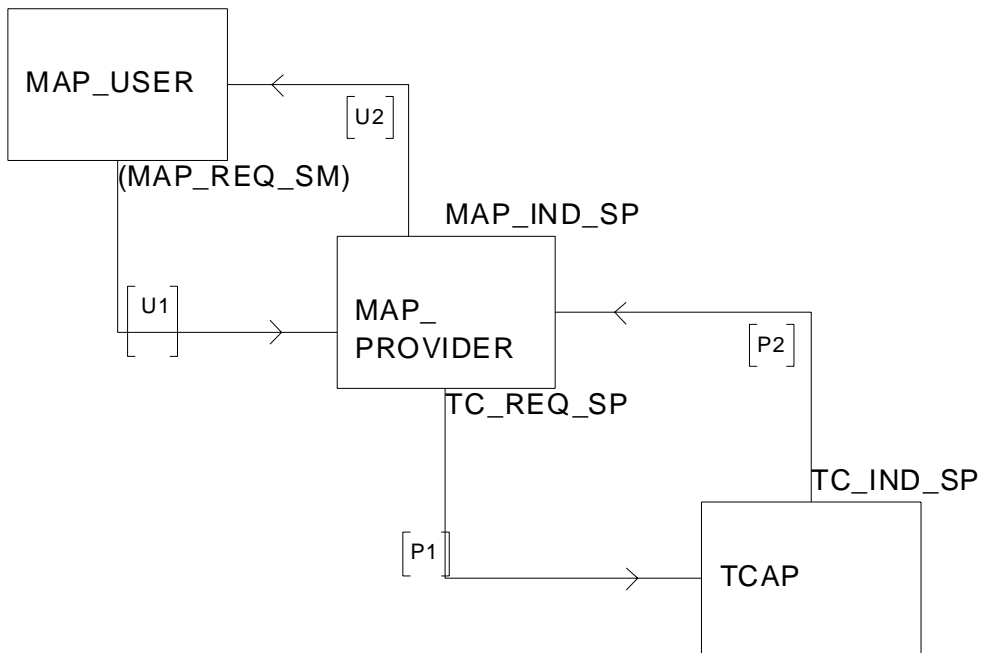 MAP_USER
[U2]
(MAP_REQ_SM)
MAP_IND_SP
[U1]
MAP_
PROVIDER
[P2]
TC_REQ_SP
TC_IND_SP
[P1]
TCAP